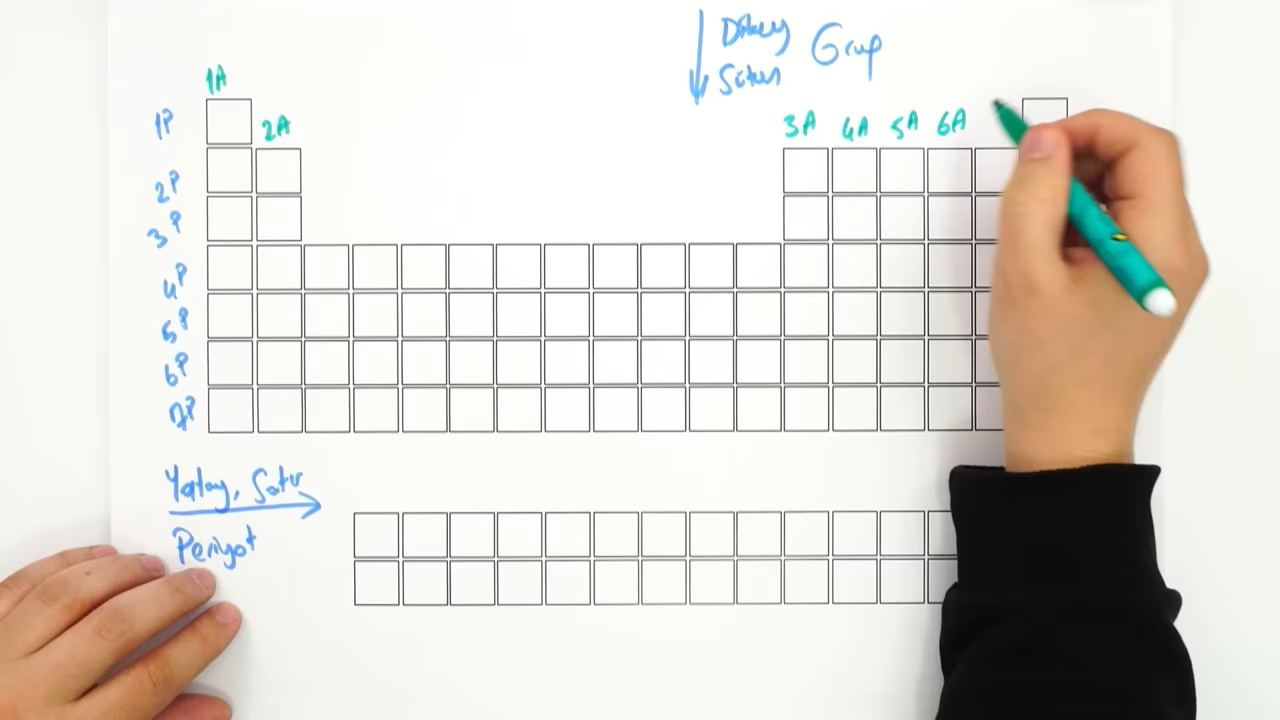 Dikey
Sütun
Grup
1A
2A
3A
4A
5A
6A
1P
2P
3P
4P
5P
6P
7P
Yatay, Satır
Periyot